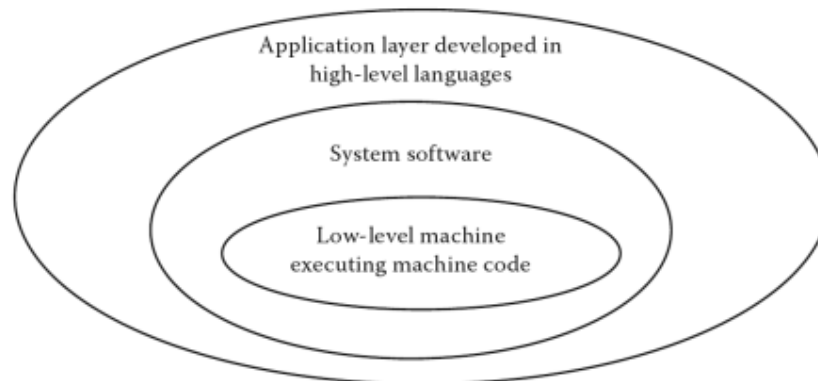 Application layer developed in
high-level languages
System software
Low-level machine
executing machine code